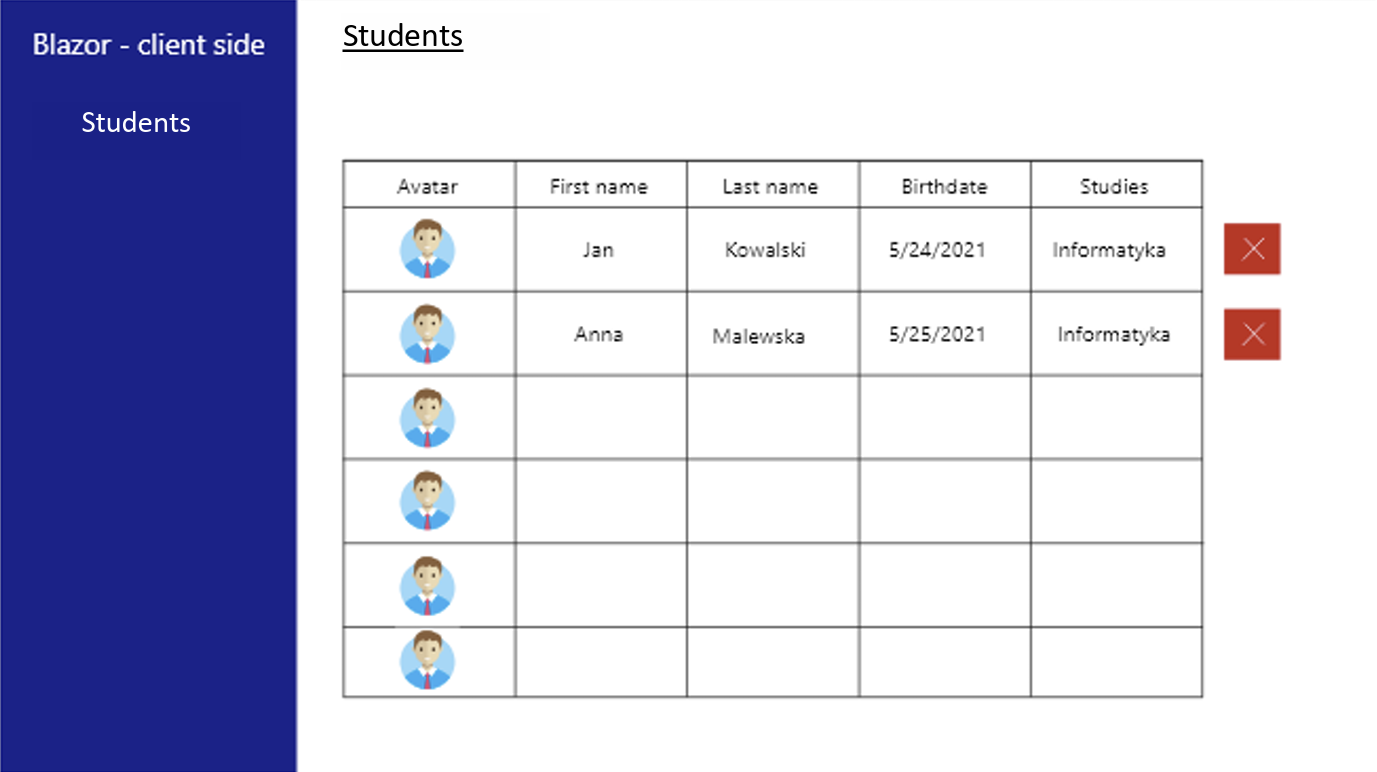 Blazor - client side
Students
Students
Avatar First name Last name Birthdate Studies
Jan Kowalski 5/24/2021 Informatyka
Anna Malewska 5/25/2021 Informatyka